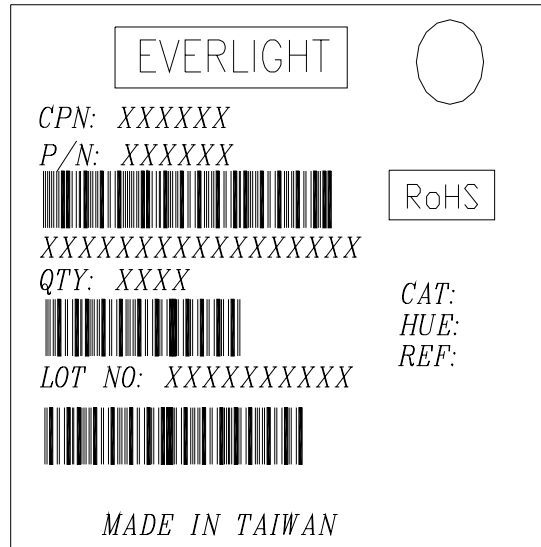 EVERLIGHT
CPN: XXXXXX
P/N: XXXXXX
RoHS
XXXXXXXXXXXXXXXXX
QTY: XXXX
CAT:
HUE:
REF:
LOT NO: XXXXXXXXXX
MADE IN TAIWAN